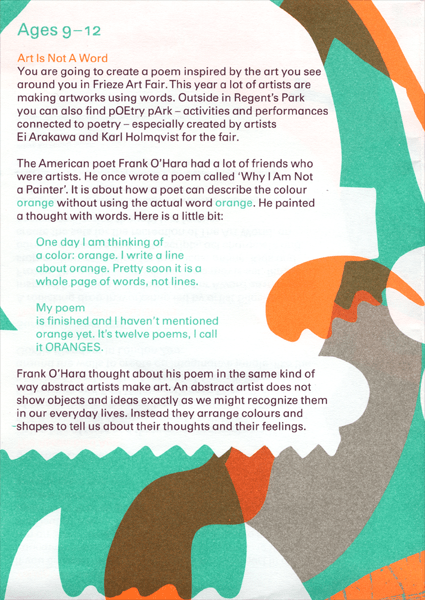 Ages 9–12
Art Is Not A Word
You are going to create a poem inspired by the art you see
around you in Frieze Art Fair. This year a lot of artists are
making artworks using words. Outside in Regent's Park
you can also find pOEtry pArk – activities and performances
connected to poetry – especially created by artists
Ei Arakawa and Karl Holmqvist for the fair.
The American poet Frank O'Hara had a lot of friends who
were artists. He once wrote a poem called 'Why I Am Not
a Painter'. It is about how a poet can describe the colour
orange without using the actual word orange. He painted
a thought with words. Here is a little bit:
One day I am thinking of
a color: orange. I write a line
about orange. Pretty soon it is a
whole page of words, not lines.
My poem
is finished and I haven't mentioned
orange yet. It's twelve poems, I call
it ORANGES.
Frank O'Hara thought about his poem in the same kind of
way abstract artists make art. An abstract artist does not
show objects and ideas exactly as we might recognize them
in our everyday lives. Instead they arrange colours and
shapes to tell us about their thoughts and their feelings.